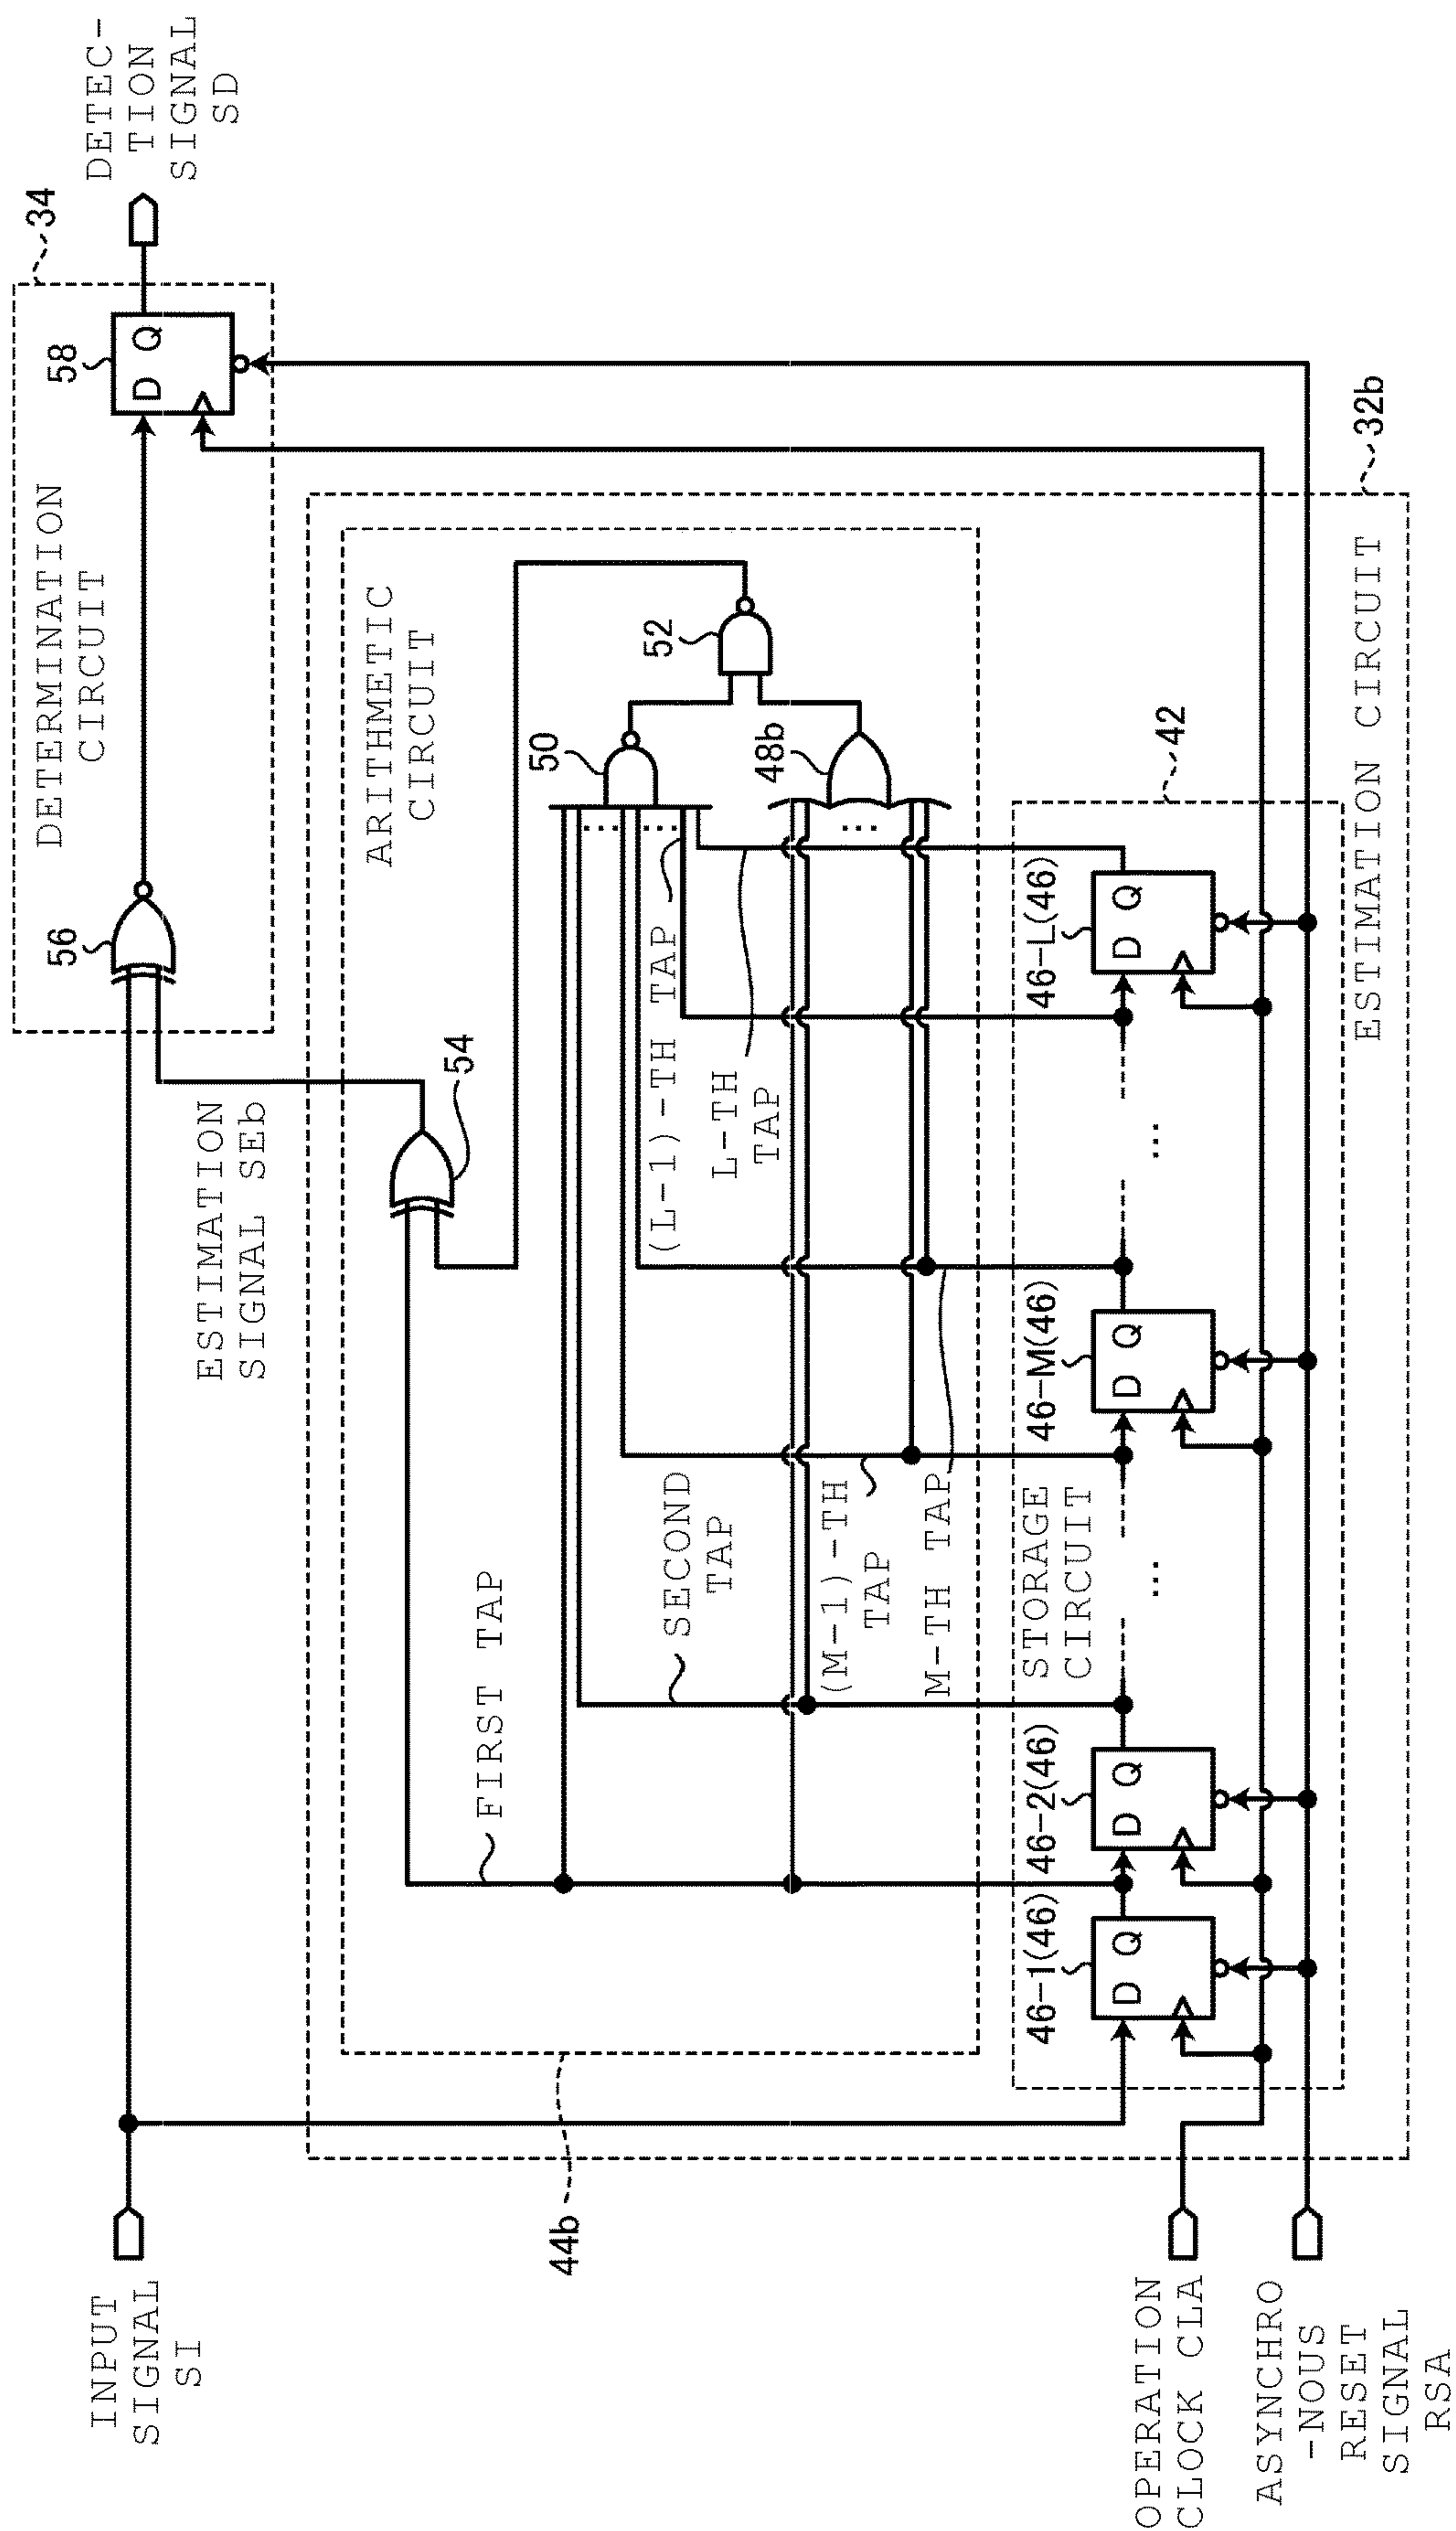 INPUT
SIGNAL
SI
DETERMINATION
CIRCUIT
34
56
58
D Q
DETEC-
TION
SIGNAL
SD
ESTIMATION
SIGNAL SEb
44b
ARITHMETIC
CIRCUIT
FIRST TAP
54
SECOND
TAP
(L-1)-TH TAP
L-TH
TAP
50
52
48b
(M-1)-TH
TAP
M-TH TAP
STORAGE
CIRCUIT
42
46-1(46)
D Q
46-2(46)
D Q
...
46-M(46)
D Q
...
46-L(46)
D Q
ESTIMATION CIRCUIT
32b
OPERATION
CLOCK CLA
ASYNCHRO
-NOUS
RESET
SIGNAL
RSA